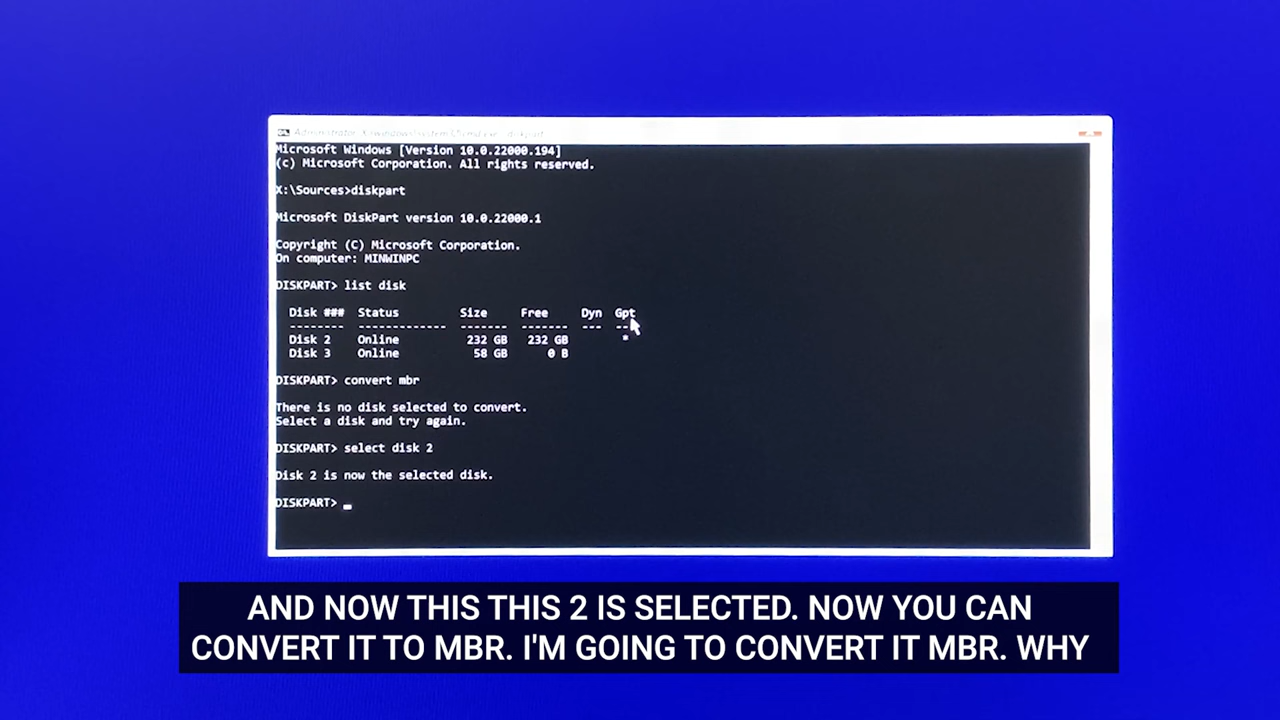 Microsoft Windows [Version 10.0.22000.194]
(c) Microsoft Corporation. All rights reserved.
X:\Sources>diskpart
Microsoft DiskPart version 10.0.22000.1
Copyright (C) Microsoft Corporation.
On computer: MINWINPC
DISKPART> list disk
Disk ### Status Size Free Dyn Gpt
-------- ------------- ------- ------- --- ---
Disk 2 Online 232 GB 232 GB *
Disk 3 Online 58 GB 0 B
DISKPART> convert mbr
There is no disk selected to convert.
Select a disk and try again.
DISKPART> select disk 2
Disk 2 is now the selected disk.
DISKPART>
AND NOW THIS THIS 2 IS SELECTED. NOW YOU CAN
CONVERT IT TO MBR. I'M GOING TO CONVERT IT MBR. WHY